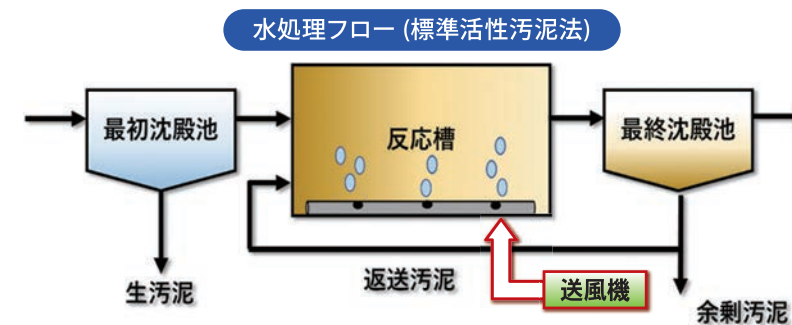 水処理フロー (標準活性汚泥法)
最初沈殿池
反応槽
最終沈殿池
生汚泥
返送汚泥
送風機
余剰汚泥